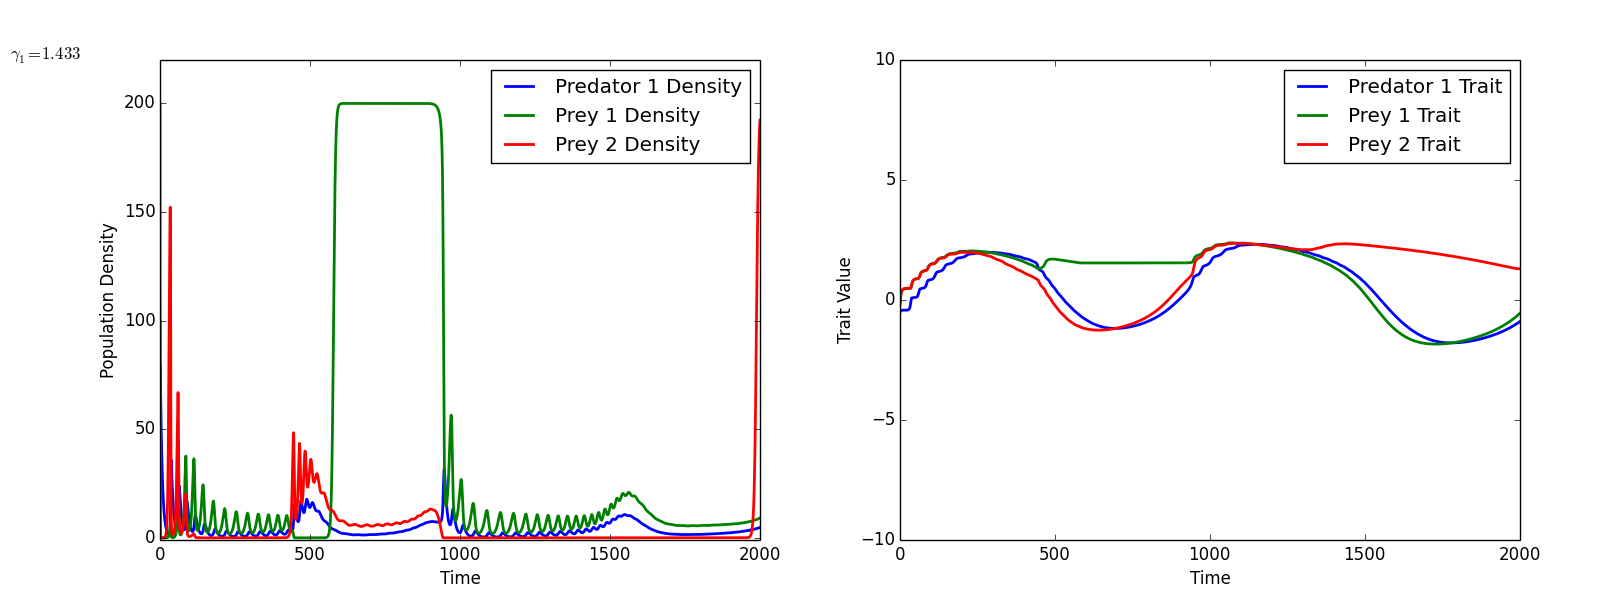 γ₁=1.433
Population Density
200
150
100
50
0
0 500 1000 1500 2000
Time
Predator 1 Density
Prey 1 Density
Prey 2 Density
Trait Value
10
5
0
−5
−10
0 500 1000 1500 2000
Time
Predator 1 Trait
Prey 1 Trait
Prey 2 Trait